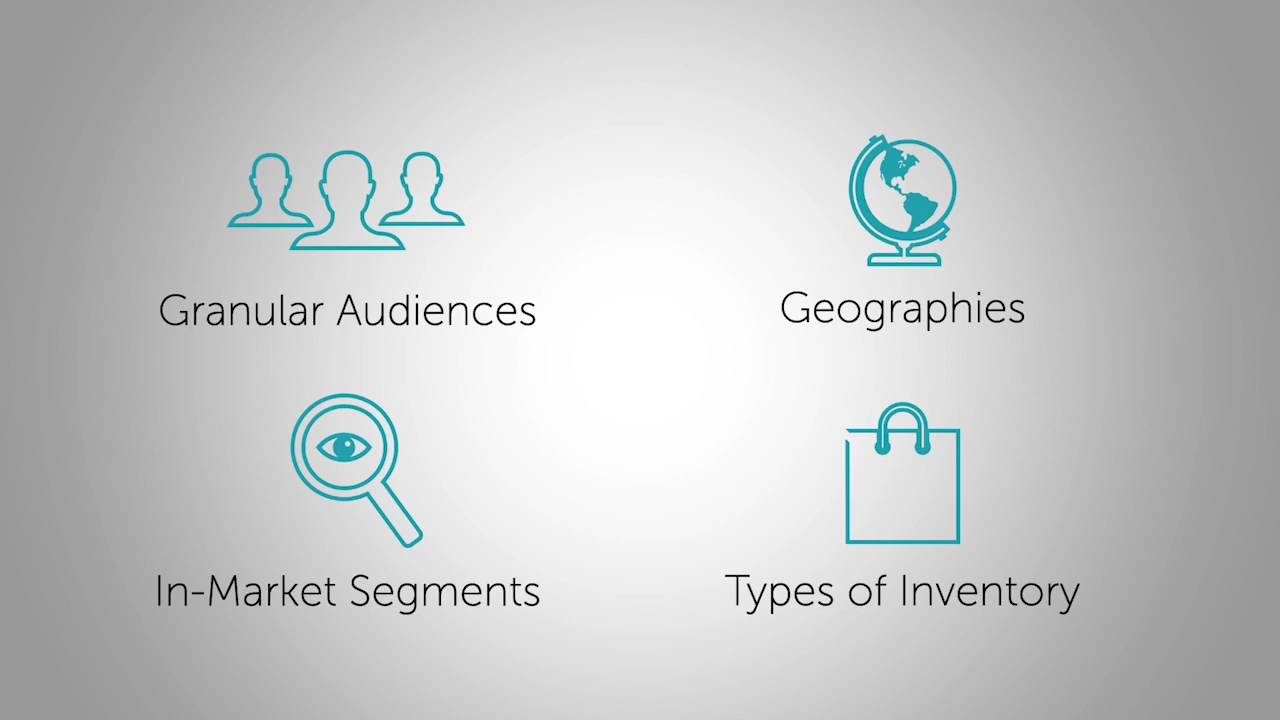 Granular Audiences
Geographies
In-Market Segments
Types of Inventory